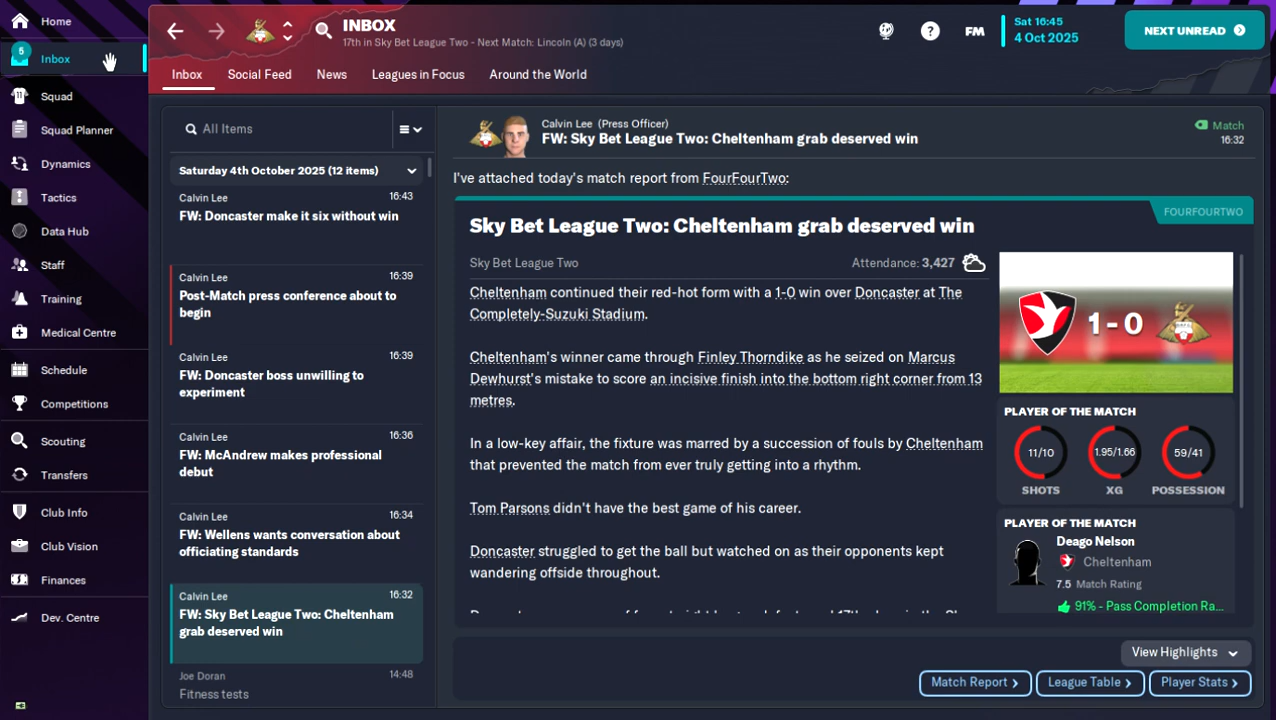 Home
5
Inbox
Squad
Squad Planner
Dynamics
Tactics
Data Hub
Staff
Training
Medical Centre
Schedule
Competitions
Scouting
Transfers
Club Info
Club Vision
Finances
Dev. Centre
INBOX
17th in Sky Bet League Two - Next Match: Lincoln (A) (3 days)
?
FM
Sat 16:45
4 Oct 2025
NEXT UNREAD
Inbox
Social Feed
News
Leagues in Focus
Around the World
All Items
Saturday 4th October 2025 (12 items)
Calvin Lee 16:43
FW: Doncaster make it six without win
Calvin Lee 16:39
Post-Match press conference about to
begin
Calvin Lee 16:39
FW: Doncaster boss unwilling to
experiment
Calvin Lee 16:36
FW: McAndrew makes professional
debut
Calvin Lee 16:34
FW: Wellens wants conversation about
officiating standards
Calvin Lee 16:32
FW: Sky Bet League Two: Cheltenham
grab deserved win
Joe Doran 14:48
Fitness tests
Calvin Lee (Press Officer)
FW: Sky Bet League Two: Cheltenham grab deserved win
Match
16:32
I've attached today's match report from FourFourTwo:
FOURFOURTWO
Sky Bet League Two: Cheltenham grab deserved win
Sky Bet League Two
Attendance: 3,427
Cheltenham continued their red-hot form with a 1-0 win over Doncaster at The
Completely-Suzuki Stadium.
Cheltenham's winner came through Finley Thorndike as he seized on Marcus
Dewhurst's mistake to score an incisive finish into the bottom right corner from 13
metres.
In a low-key affair, the fixture was marred by a succession of fouls by Cheltenham
that prevented the match from ever truly getting into a rhythm.
Tom Parsons didn't have the best game of his career.
Doncaster struggled to get the ball but watched on as their opponents kept
wandering offside throughout.
1-0
PLAYER OF THE MATCH
11/10
1.95/1.66
59/41
SHOTS
XG
POSSESSION
PLAYER OF THE MATCH
Deago Nelson
Cheltenham
7.5 Match Rating
91% - Pass Completion Ra...
View Highlights
Match Report
League Table
Player Stats